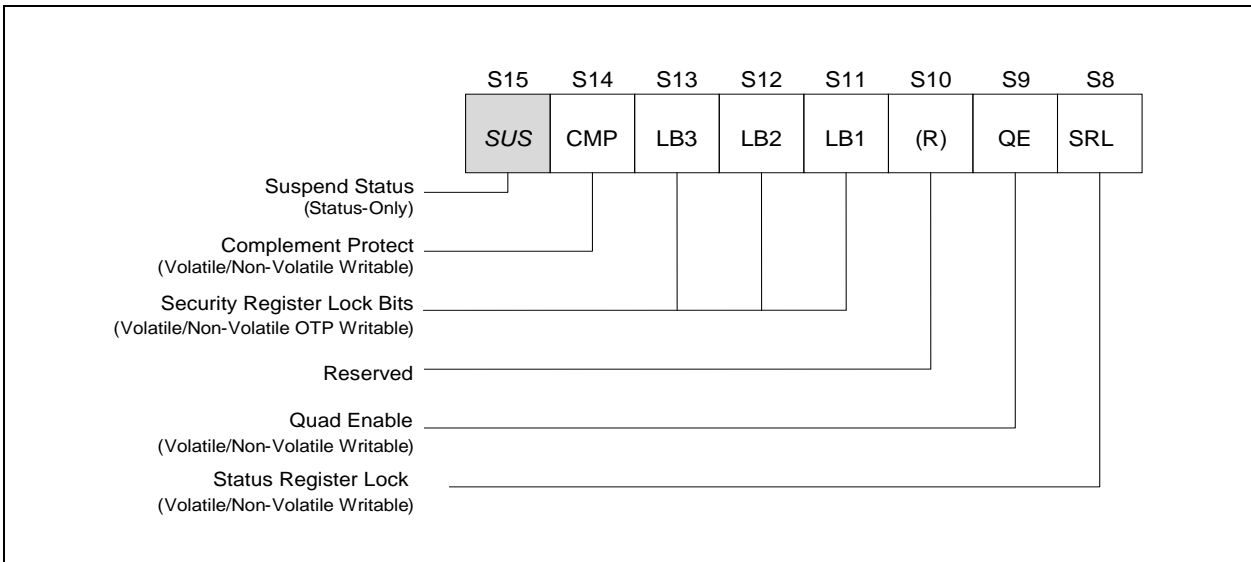 S15 S14 S13 S12 S11 S10 S9 S8
SUS CMP LB3 LB2 LB1 (R) QE SRL
Suspend Status
(Status-Only)
Complement Protect
(Volatile/Non-Volatile Writable)
Security Register Lock Bits
(Volatile/Non-Volatile OTP Writable)
Reserved
Quad Enable
(Volatile/Non-Volatile Writable)
Status Register Lock
(Volatile/Non-Volatile Writable)